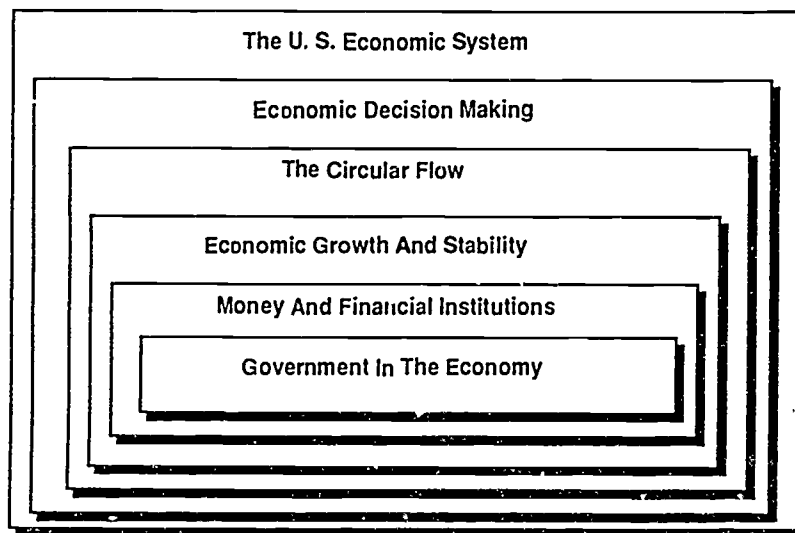 The U. S. Economic System
Economic Decision Making
The Circular Flow
Economic Growth And Stability
Money And Financial Institutions
Government In The Economy